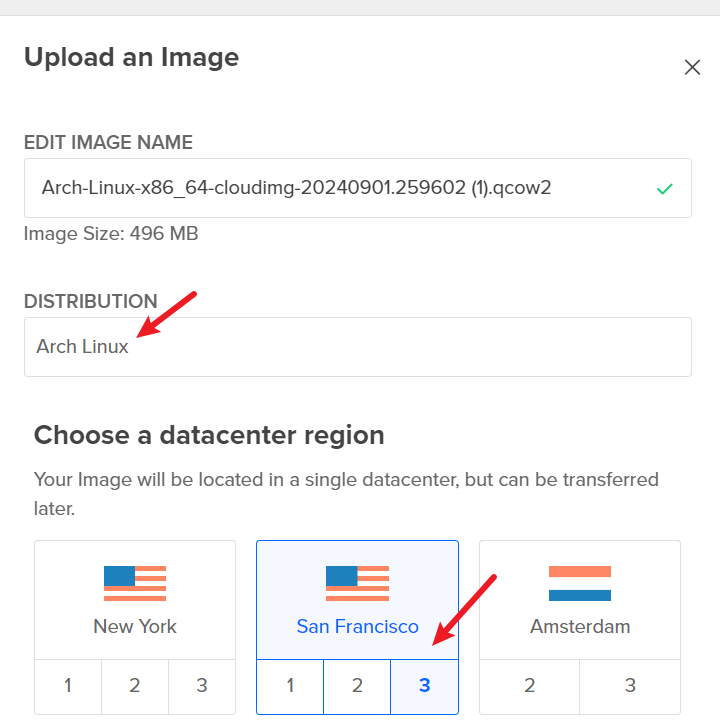 Upload an Image
EDIT IMAGE NAME
Arch-Linux-x86_64-cloudimg-20240901.259602 (1).qcow2
Image Size: 496 MB
DISTRIBUTION
Arch Linux
Choose a datacenter region
Your Image will be located in a single datacenter, but can be transferred
later.
New York
San Francisco
Amsterdam
1 2 3
1 2 3
2 3